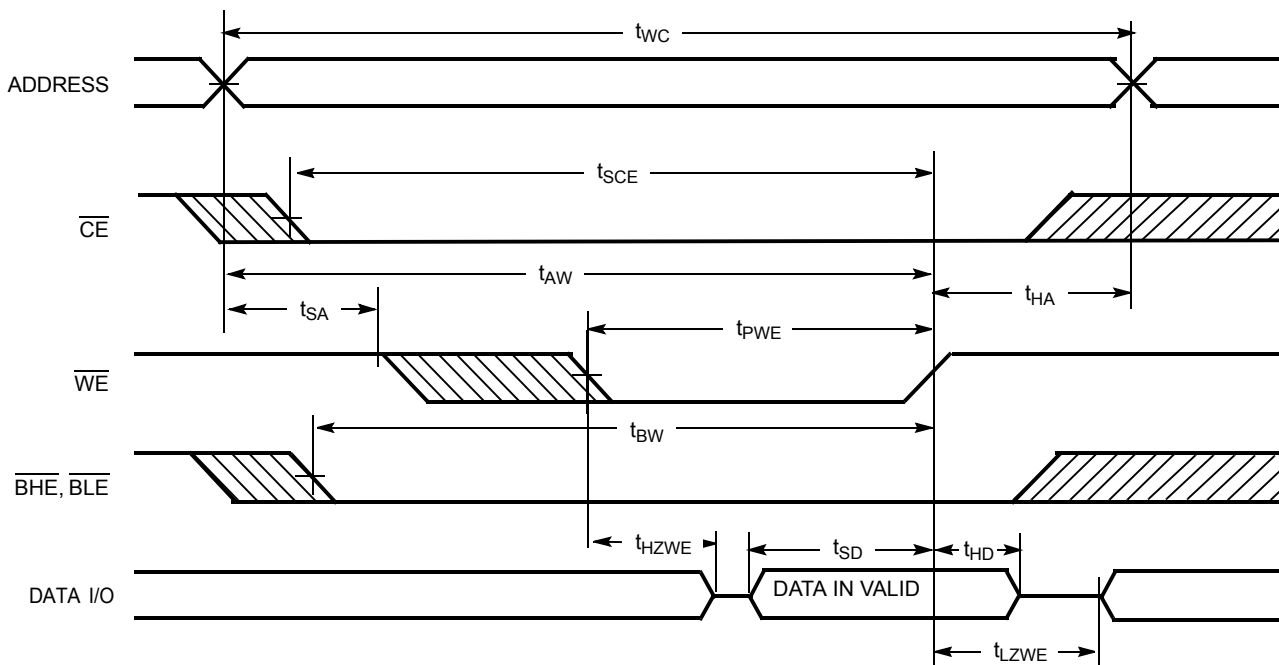 tWC
ADDRESS
tSCE
CE
tAW
tSA
tHA
tPWE
WE
tBW
BHE, BLE
tHZWE
tSD
tHD
DATA I/O
DATA IN VALID
tLZWE